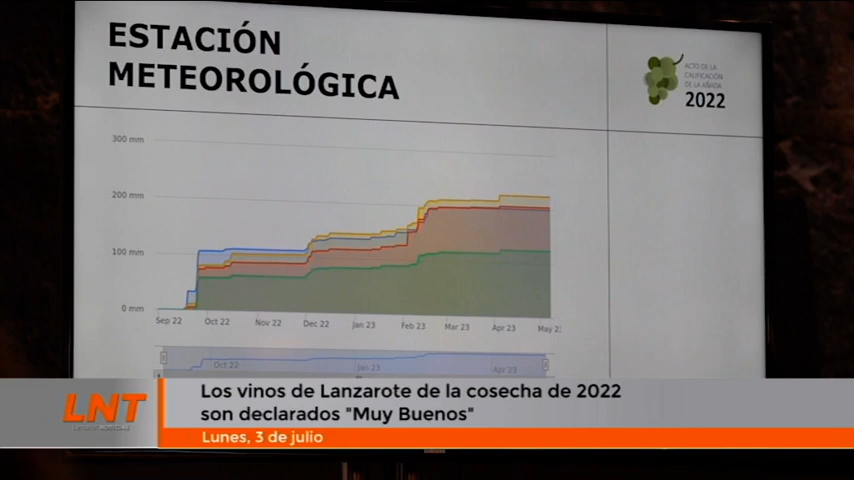 ESTACIÓN
METEOROLÓGICA
ACTO DE LA
CALIFICACIÓN
DE LA AÑADA
2022
300 mm
200 mm
100 mm
0 mm
Sep 22
Oct 22
Nov 22
Dec 22
Jan 23
Feb 23
Mar 23
Apr 23
May 2
Oct 22
Jan 23
Apr 23
LNT
Los vinos de Lanzarote de la cosecha de 2022
son declarados "Muy Buenos"
Lunes, 3 de julio